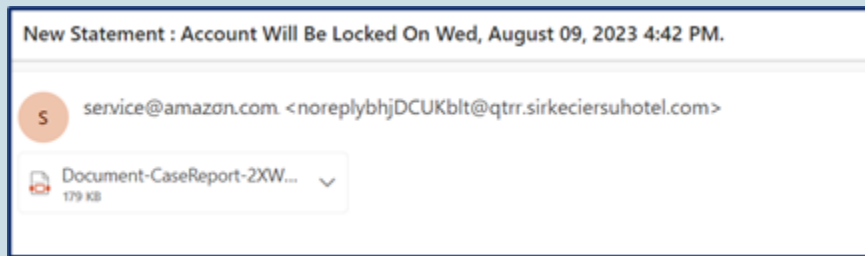 New Statement : Account Will Be Locked On Wed, August 09, 2023 4:42 PM.
S
service@amazon.com. <noreplybhjDCUKblt@qtrr.sirkeciersuhotel.com>
Document-CaseReport-2XW...
179 KB